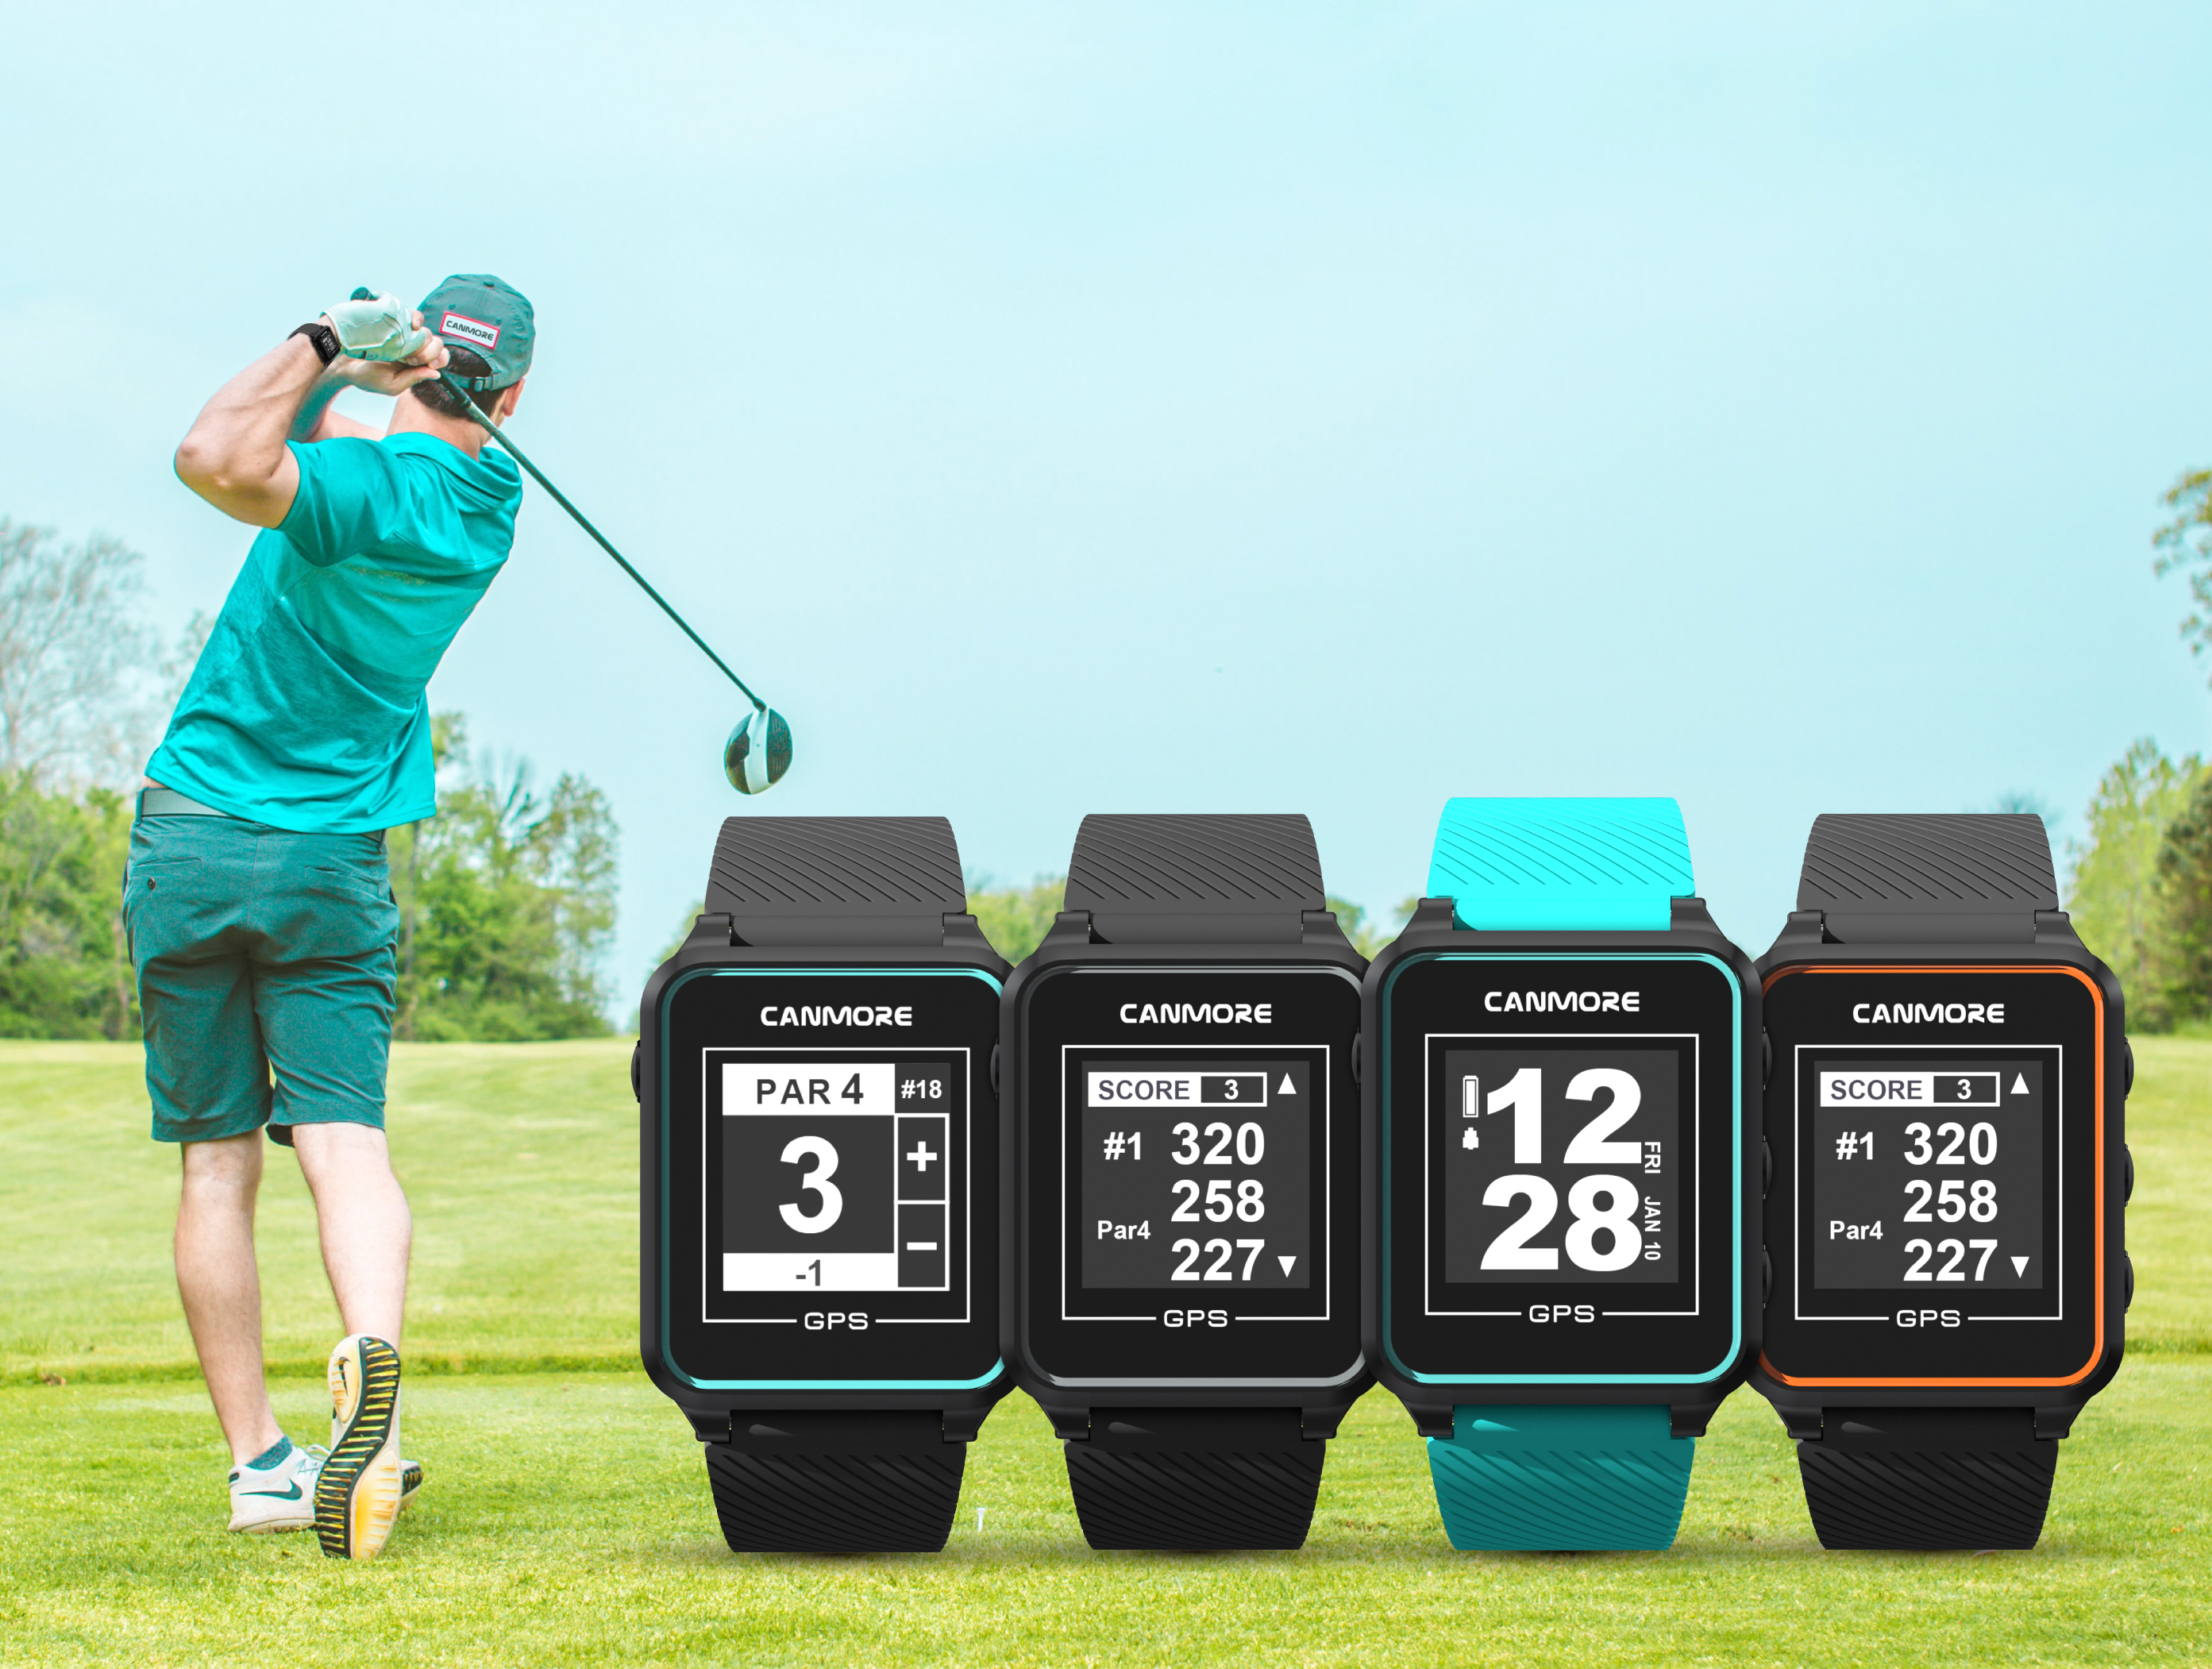 CANMORE
CANMORE
PAR 4 #18
3
+
-
-1
GPS
CANMORE
SCORE 3 ▲
#1 320
258
Par4
227 ▼
GPS
CANMORE
12
28
FRI JAN 10
GPS
CANMORE
SCORE 3 ▲
#1 320
258
Par4
227 ▼
GPS